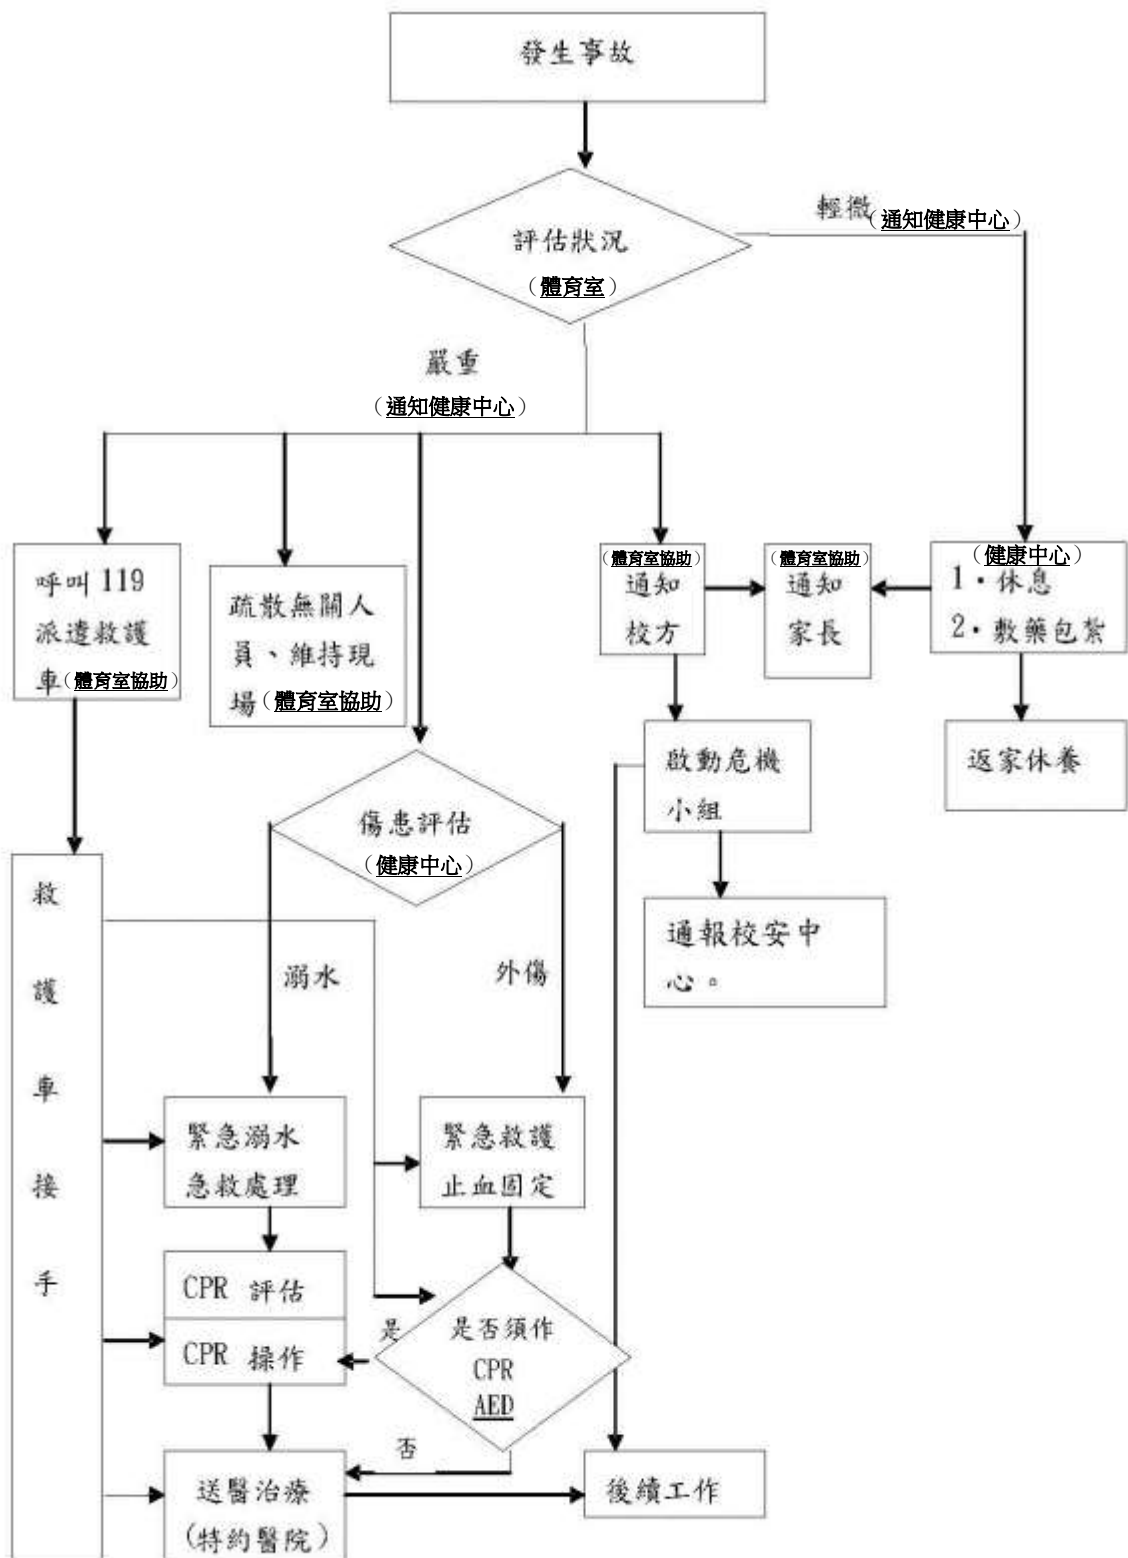 發生事故
評估狀況
（體育室）
輕微（通知健康中心）
嚴重
（通知健康中心）
呼叫 119
派遣救護
車（體育室協助）
疏散無關人
員、維持現
場（體育室協助）
（體育室協助）
通知
校方
（體育室協助）
通知
家長
（健康中心）
1．休息
2．敷藥包紮
啟動危機
小組
返家休養
傷患評估
（健康中心）
通報校安中
心。
救
護
車
接
手
溺水
外傷
緊急溺水
急救處理
緊急救護
止血固定
CPR 評估
CPR 操作
是
是否須作
CPR
AED
否
送醫治療
(特約醫院)
後續工作